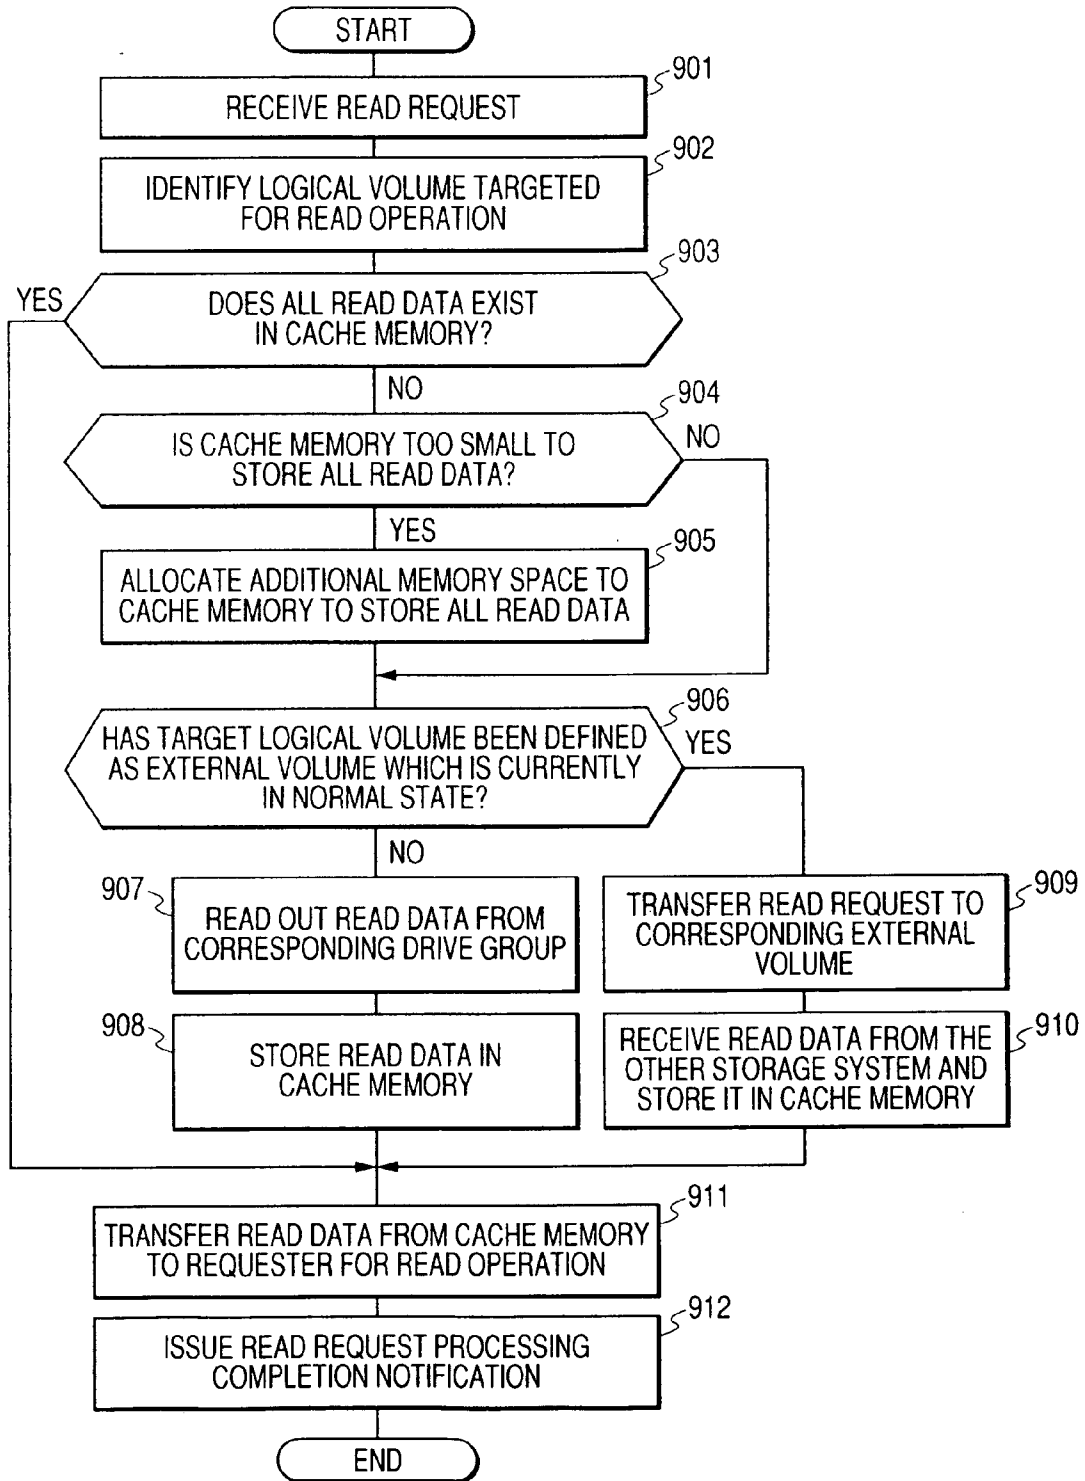 START
901
RECEIVE READ REQUEST
902
IDENTIFY LOGICAL VOLUME TARGETED
FOR READ OPERATION
903
YES
DOES ALL READ DATA EXIST
IN CACHE MEMORY?
NO
904
IS CACHE MEMORY TOO SMALL TO
STORE ALL READ DATA?
NO
YES
905
ALLOCATE ADDITIONAL MEMORY SPACE TO
CACHE MEMORY TO STORE ALL READ DATA
906
HAS TARGET LOGICAL VOLUME BEEN DEFINED
AS EXTERNAL VOLUME WHICH IS CURRENTLY
IN NORMAL STATE?
YES
NO
907
READ OUT READ DATA FROM
CORRESPONDING DRIVE GROUP
909
TRANSFER READ REQUEST TO
CORRESPONDING EXTERNAL
VOLUME
908
STORE READ DATA IN
CACHE MEMORY
910
RECEIVE READ DATA FROM THE
OTHER STORAGE SYSTEM AND
STORE IT IN CACHE MEMORY
911
TRANSFER READ DATA FROM CACHE MEMORY
TO REQUESTER FOR READ OPERATION
912
ISSUE READ REQUEST PROCESSING
COMPLETION NOTIFICATION
END